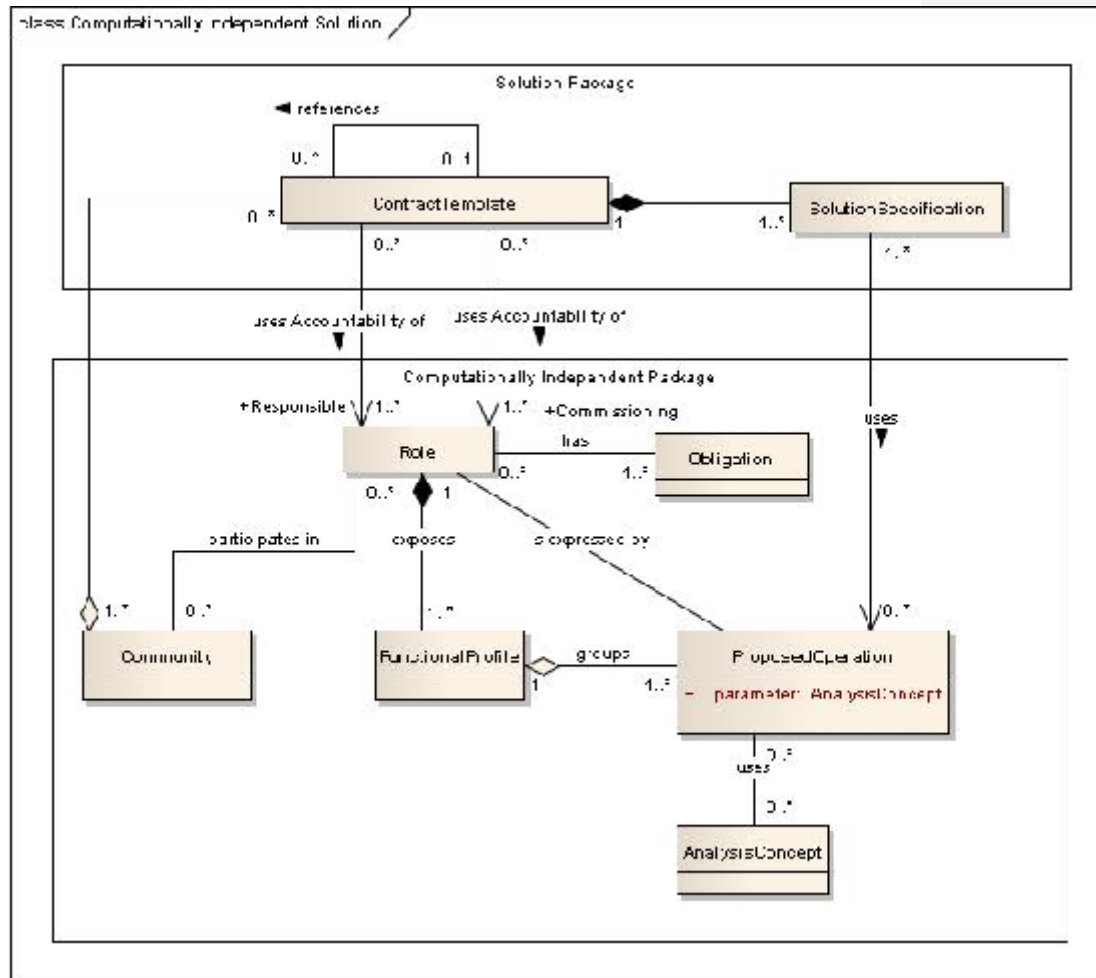 class Computationally Independent Solution
Solution Package
references
0..*
0..1
ContractTemplate
SolutionSpecification
0..*
1
1..*
0..*
0..*
1..*
uses Accountability of
uses Accountability of
Computationally Independent Package
+Responsible
1..*
1..*
+Commissioning
uses
Role
has
Obligation
0..*
1..*
0..*
1
participates in
exposes
is expressed by
1..*
0..*
1..*
0..*
Community
FunctionalProfile
groups
ProposedOperation
1
1..*
- parameter: AnalysisConcept
0..*
uses
0..*
AnalysisConcept